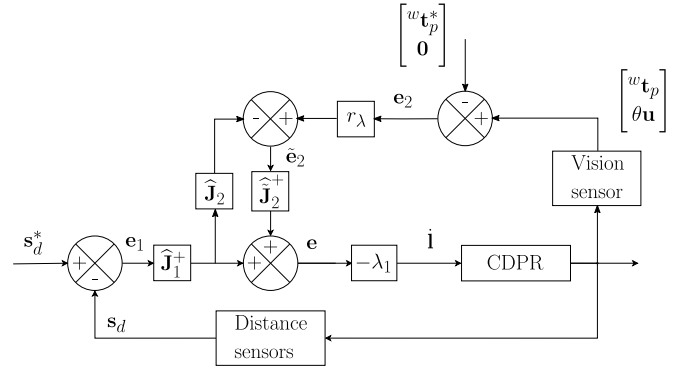 [ʷt*ₚ
0]
[ʷtₚ
θu]
- +
r_λ
e₂
- +
ẽ₂
Vision
sensor
Ĵ₂
J̃̂₂⁺
s*_d
+ -
e₁
Ĵ₁⁺
+ +
e
−λ₁
l̇
CDPR
s_d
Distance
sensors